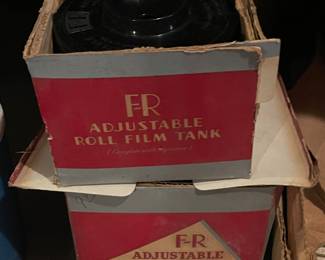 F-R
ADJUSTABLE
ROLL FILM TANK
F-R
ADJUSTABLE